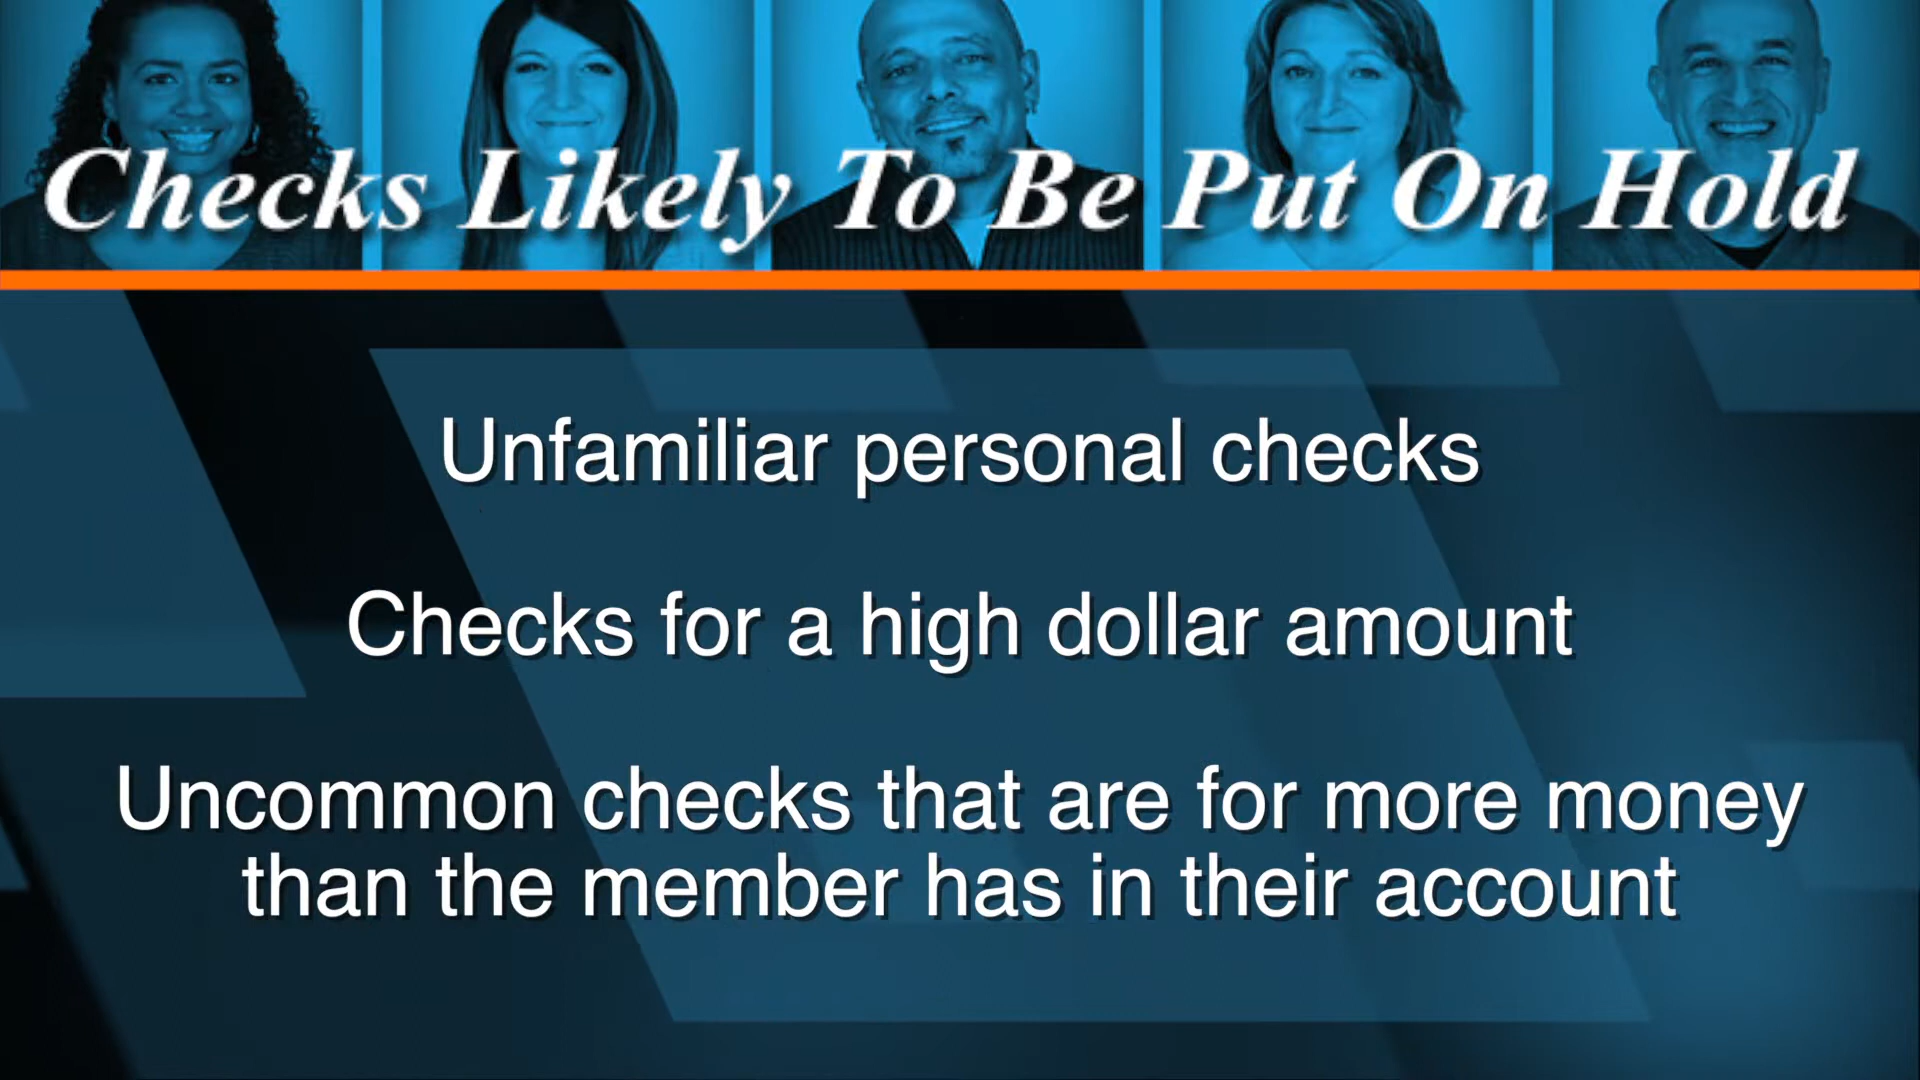 Checks Likely To Be Put On Hold
Unfamiliar personal checks
Checks for a high dollar amount
Uncommon checks that are for more money
than the member has in their account